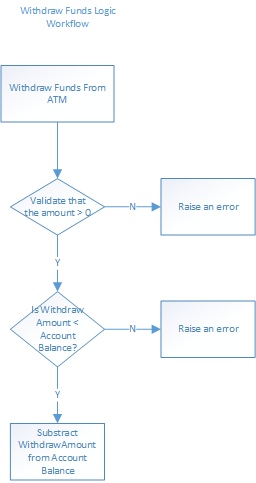 Withdraw Funds Logic
Workflow
Withdraw Funds From
ATM
Validate that
the amount > 0
N
Raise an error
Y
Is Withdraw
Amount <
Account
Balance?
N
Raise an error
Y
Substract
WithdrawAmount
from Account
Balance